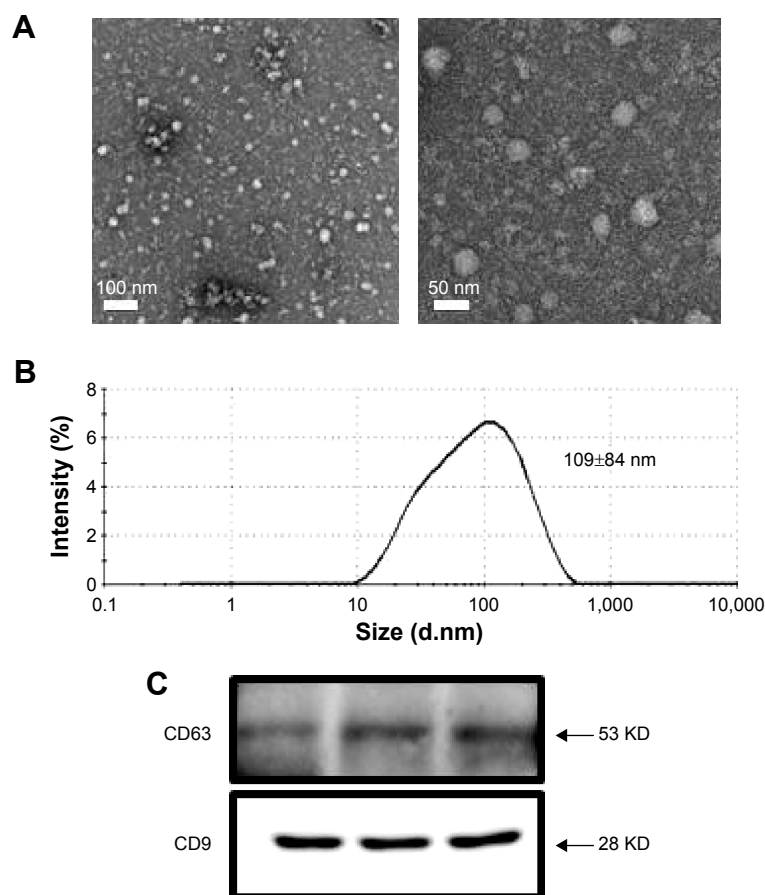 A
100 nm
50 nm
B
8
6
4
2
0
Intensity (%)
109±84 nm
0.1 1 10 100 1,000 10,000
Size (d.nm)
C
CD63 53 KD
CD9 28 KD